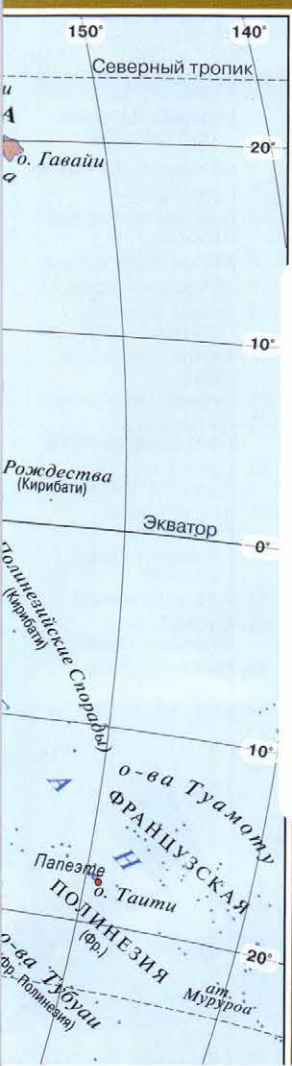 150°
140°
Северный тропик
и
А
20°
о. Гавайи
а
10°
Рождества
(Кирибати)
Экватор
0°
Полинезийские Спорады)
(Кирибати)
10°
о-ва Туамоту
А
ФРАНЦУЗСКАЯ
Н
Папеэте
о. Таити
ПОЛИНЕЗИЯ
(Фр.)
20°
ат.
Муруроа
о-ва Тубуаи
(Фр. Полинезия)